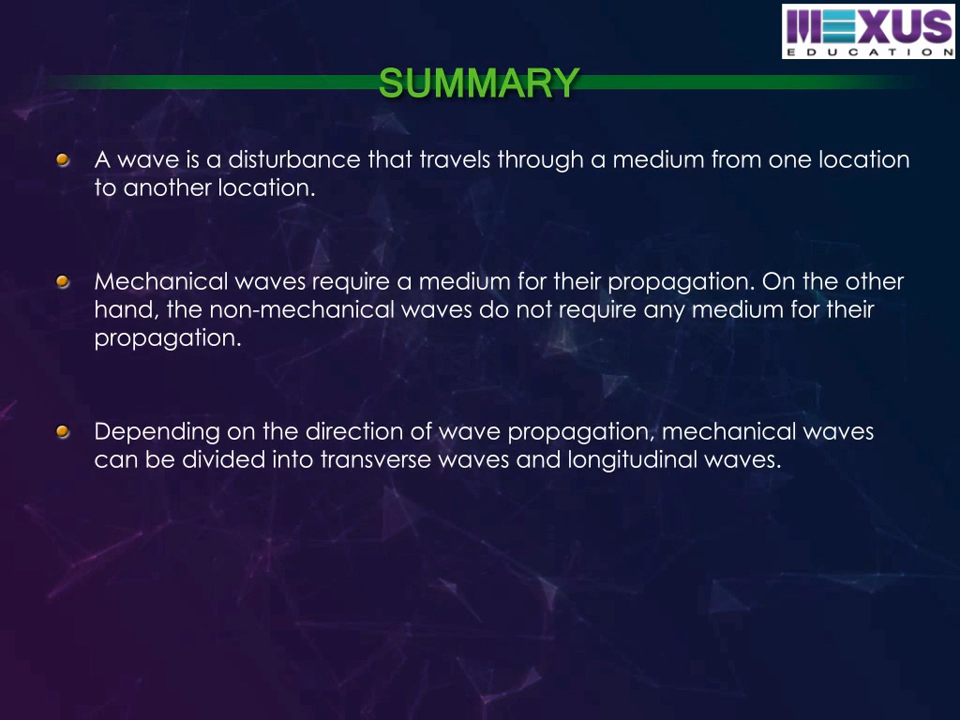 MEXUS
EDUCATION
SUMMARY
A wave is a disturbance that travels through a medium from one location
to another location.
Mechanical waves require a medium for their propagation. On the other
hand, the non-mechanical waves do not require any medium for their
propagation.
Depending on the direction of wave propagation, mechanical waves
can be divided into transverse waves and longitudinal waves.